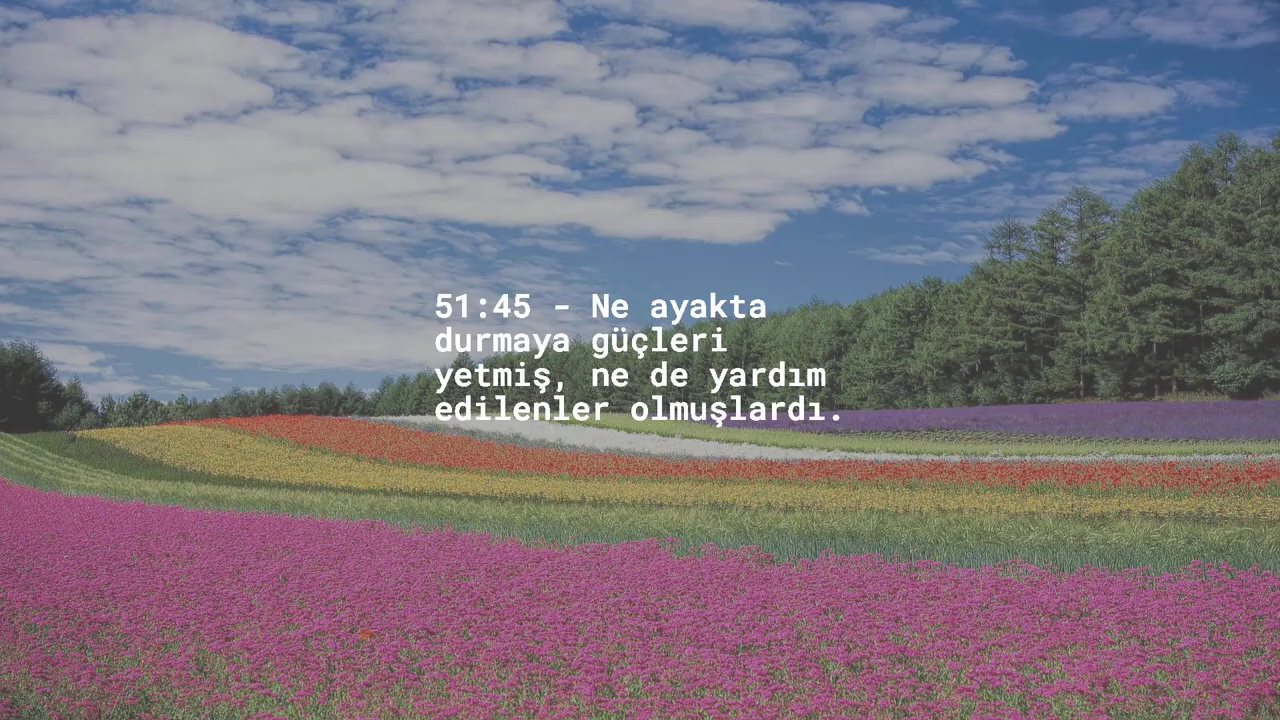 51:45 - Ne ayakta
durmaya güçleri
yetmiş, ne de yardım
edilenler olmuşlardı.